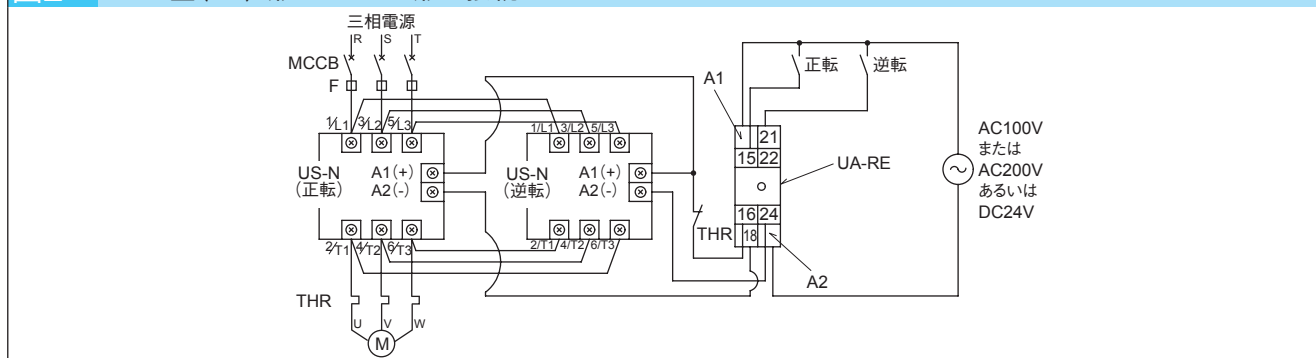 三相電源
R S T
MCCB
F
1/L1 3/L2 5/L3
US-N
(正転)
A1(+)
A2(-)
2/T1 4/T2 6/T3
THR
U V W
M
1/L1 3/L2 5/L3
US-N
(逆転)
A1(+)
A2(-)
2/T1 4/T2 6/T3
THR
A1
正転
逆転
21
15 22
UA-RE
16 24
18
A2
AC100V
または
AC200V
あるいは
DC24V